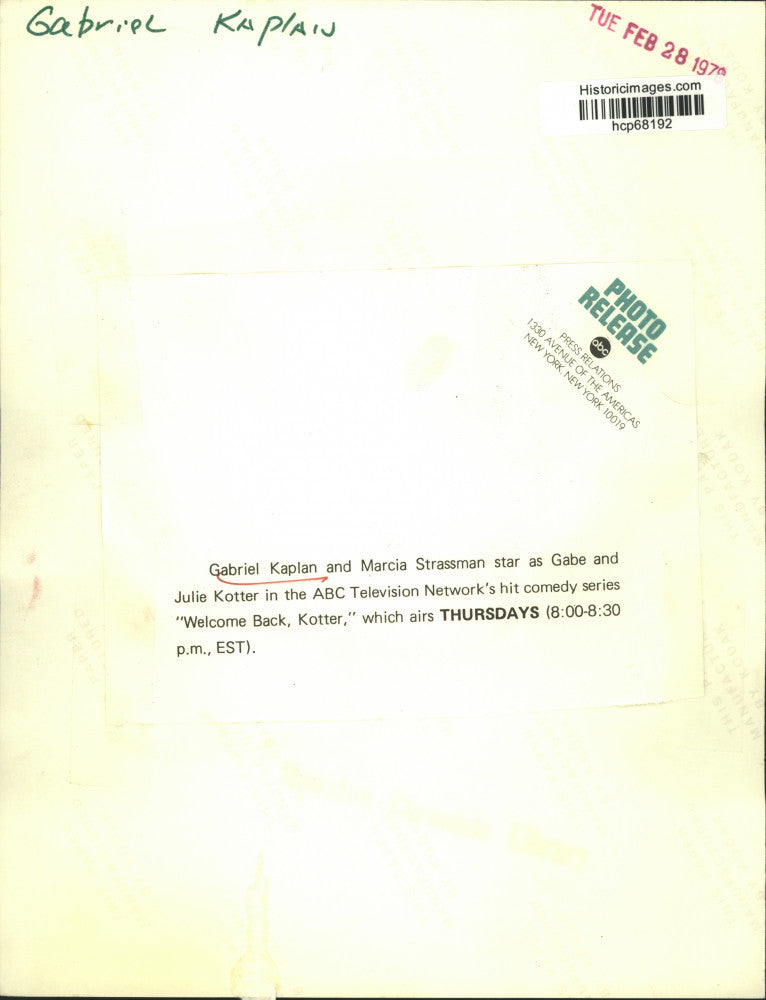 Gabriel Kaplan
TUE FEB 28 1978
Historicimages.com
hcp68192
PHOTO
RELEASE
abc
PRESS RELATIONS
1330 AVENUE OF THE AMERICAS
NEW YORK, NEW YORK 10019
Gabriel Kaplan and Marcia Strassman star as Gabe and
Julie Kotter in the ABC Television Network's hit comedy series
"Welcome Back, Kotter," which airs THURSDAYS (8:00-8:30
p.m., EST).